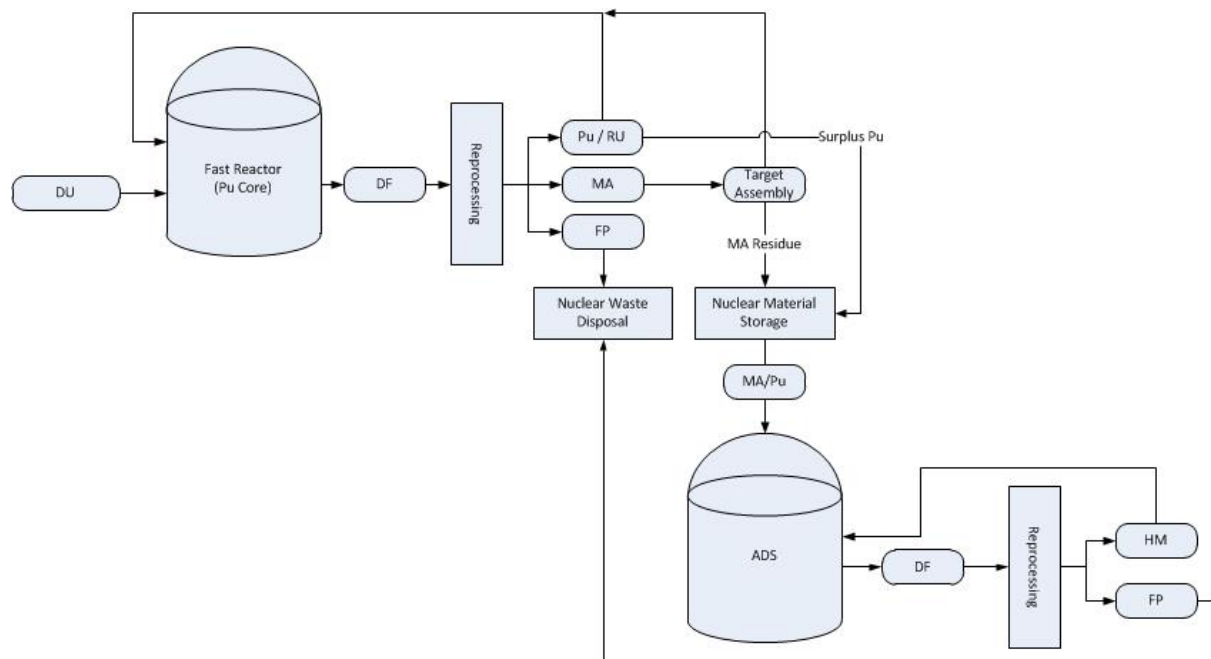 Fast Reactor
(Pu Core)
DU
DF
Reprocessing
Pu / RU
Surplus Pu
MA
Target
Assembly
FP
MA Residue
Nuclear Waste
Disposal
Nuclear Material
Storage
MA/Pu
ADS
DF
Reprocessing
HM
FP